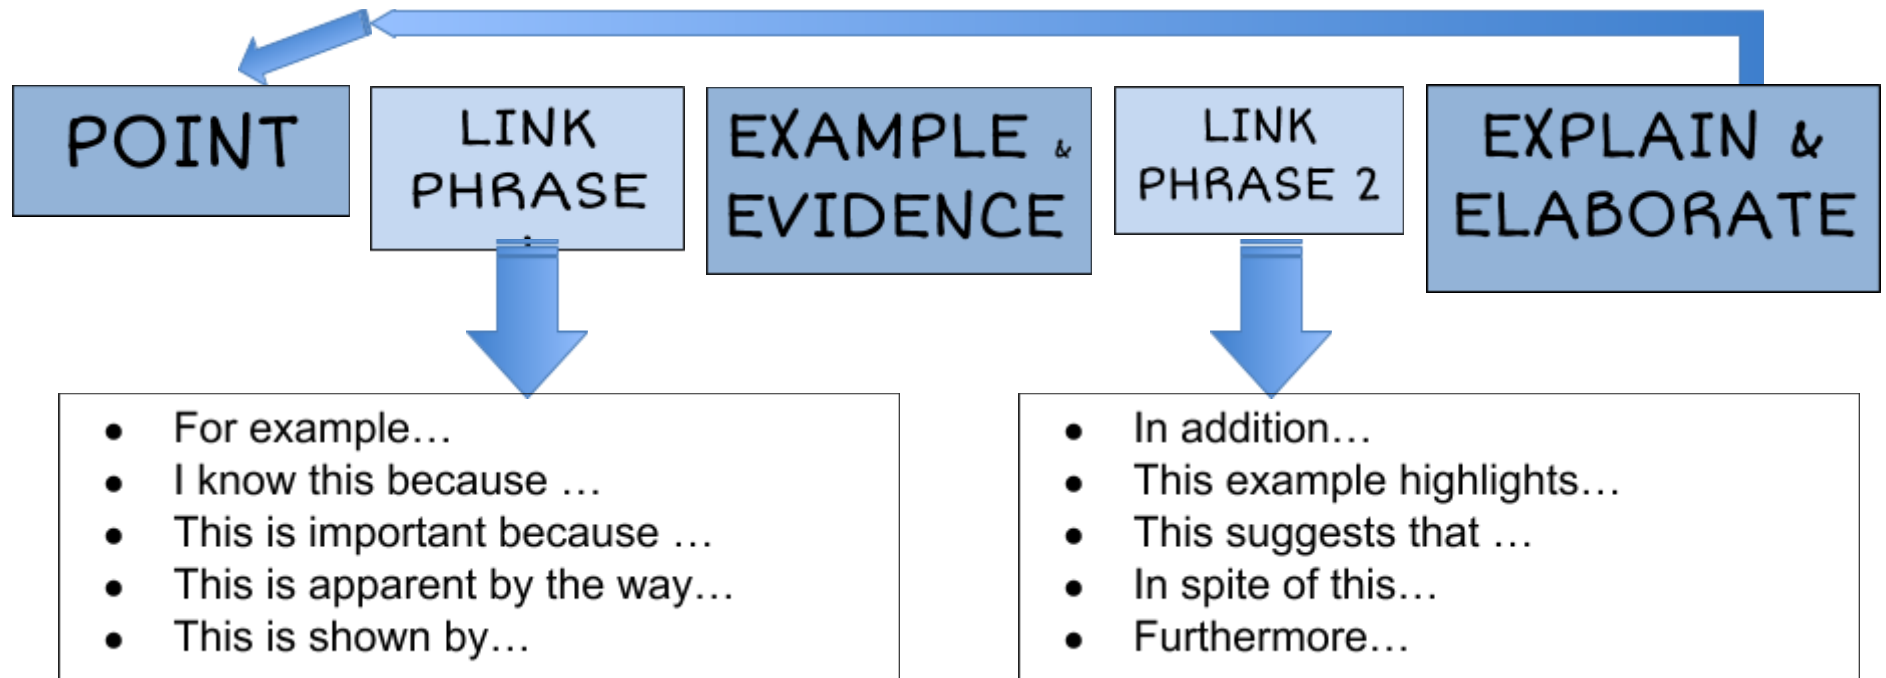 POINT
LINK
PHRASE
EXAMPLE &
EVIDENCE
LINK
PHRASE 2
EXPLAIN &
ELABORATE
● For example…
● I know this because …
● This is important because …
● This is apparent by the way…
● This is shown by…
● In addition…
● This example highlights…
● This suggests that …
● In spite of this…
● Furthermore…